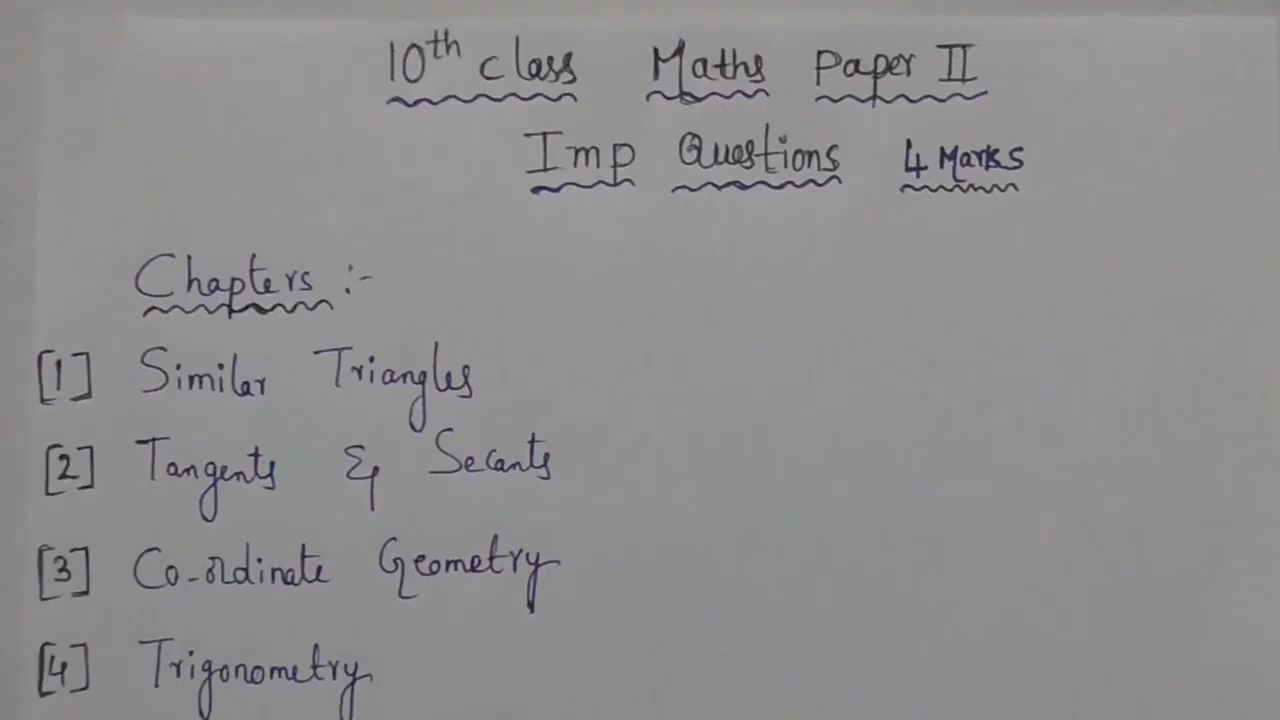 10th class Maths Paper II
Imp Questions 4 Marks
Chapters :-
[1] Similar Triangles
[2] Tangents & Secants
[3] Co-ordinate Geometry
[4] Trigonometry